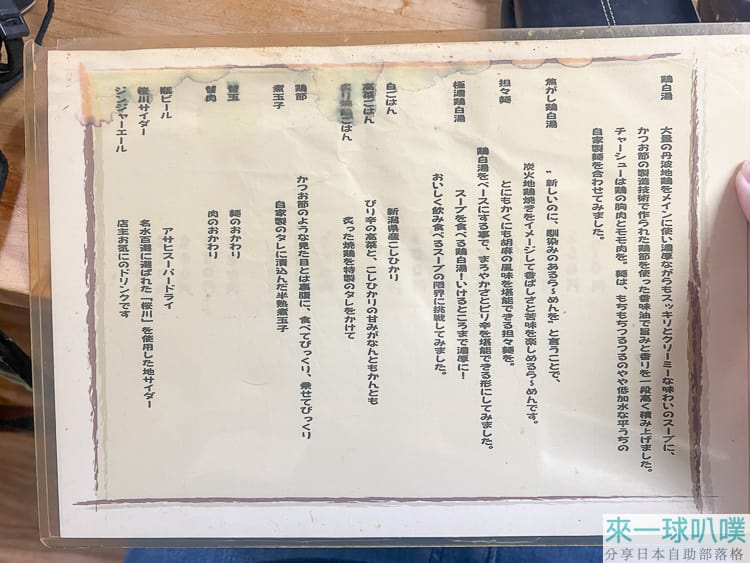 鶏白湯
大量の丹波地鶏をメインに使い濃厚ながらもスッキリとクリーミーな味わいのスープに、
かつお節の製造技術で作られた鶏節を使った香味油で旨みと香りを一段高く積み上げました。
チャーシューは鶏の胸肉とモモ肉を。麺は、もちもちつるつるのやや低加水な平うちの
自家製麺を合わせてみました。
焦がし鶏白湯
"新しいのに、馴染みのあるら〜めんを"と言うことで、
炭火地鶏焼きをイメージして香ばしさと苦味を楽しめるら〜めんです。
担々麺
とにもかくにも胡麻の風味を堪能できる担々麺。
鶏白湯をベースにする事で、まろやかさとピリ辛を堪能できる形にしてみました。
極濃鶏白湯
スープを食べる鶏白湯！いけるところまで濃厚に！
おいしく飲み食べるスープの限界に挑戦してみました。
白ごはん
新潟県産こしひかり
高菜ごはん
ぴり辛の高菜と、こしひかりの甘みがなんともかんとも
炙り焼鶏ごはん
炙った焼鶏を特製のタレをかけて
鶏節
かつお節のような見た目とは裏腹に、食べてびっくり、乗せてびっくり
煮玉子
自家製のタレに漬込んだ半熟煮玉子
替玉
麺のおかわり
替肉
肉のおかわり
瓶ビール
アサヒスーパードライ
桜川サイダー
名水百選に選ばれた「桜川」を使用した地サイダー
ジンジャーエール
店主お気にのドリンクです
來一球叭噗
分享日本自助部落格